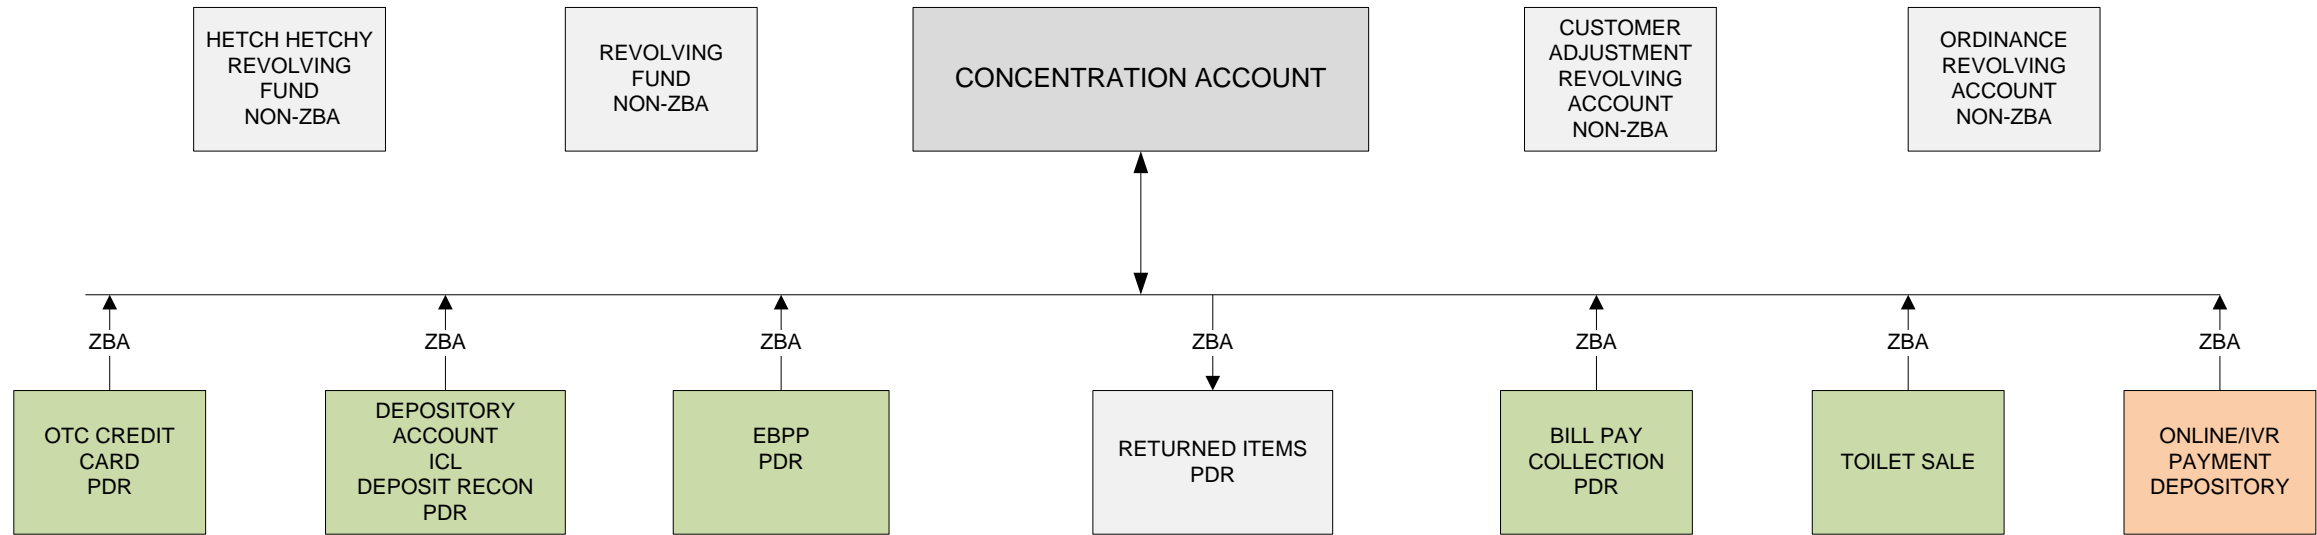 HETCH HETCHY
REVOLVING
FUND
NON-ZBA
REVOLVING
FUND
NON-ZBA
CONCENTRATION ACCOUNT
CUSTOMER
ADJUSTMENT
REVOLVING
ACCOUNT
NON-ZBA
ORDINANCE
REVOLVING
ACCOUNT
NON-ZBA
ZBA
ZBA
ZBA
ZBA
ZBA
ZBA
ZBA
OTC CREDIT
CARD
PDR
DEPOSITORY
ACCOUNT
ICL
DEPOSIT RECON
PDR
EBPP
PDR
RETURNED ITEMS
PDR
BILL PAY
COLLECTION
PDR
TOILET SALE
ONLINE/IVR
PAYMENT
DEPOSITORY